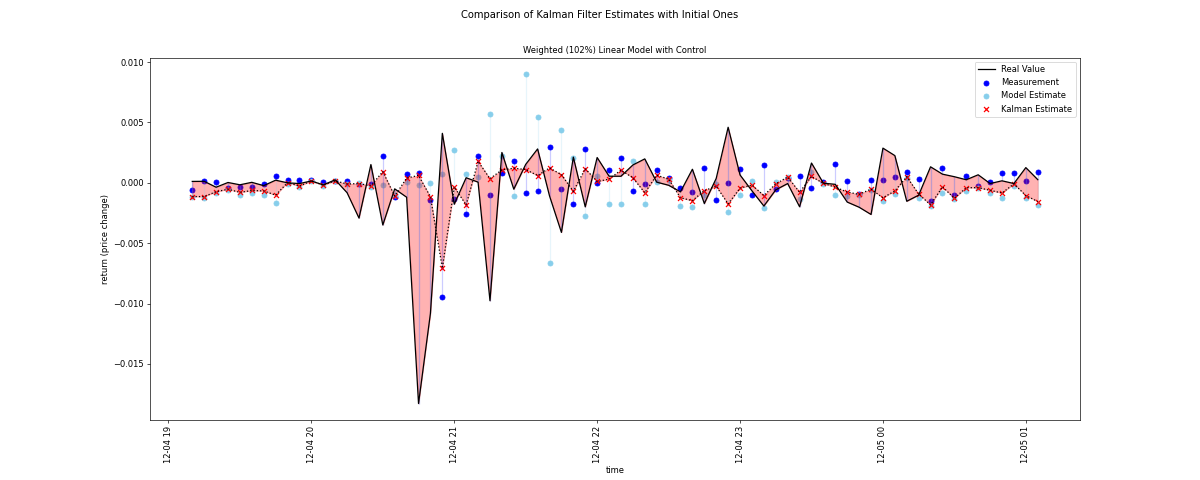 Comparison of Kalman Filter Estimates with Initial Ones
Weighted (102%) Linear Model with Control
Real Value
Measurement
Model Estimate
Kalman Estimate
return (price change)
0.010
0.005
0.000
−0.005
−0.010
−0.015
12-04 19
12-04 20
12-04 21
12-04 22
12-04 23
12-05 00
12-05 01
time